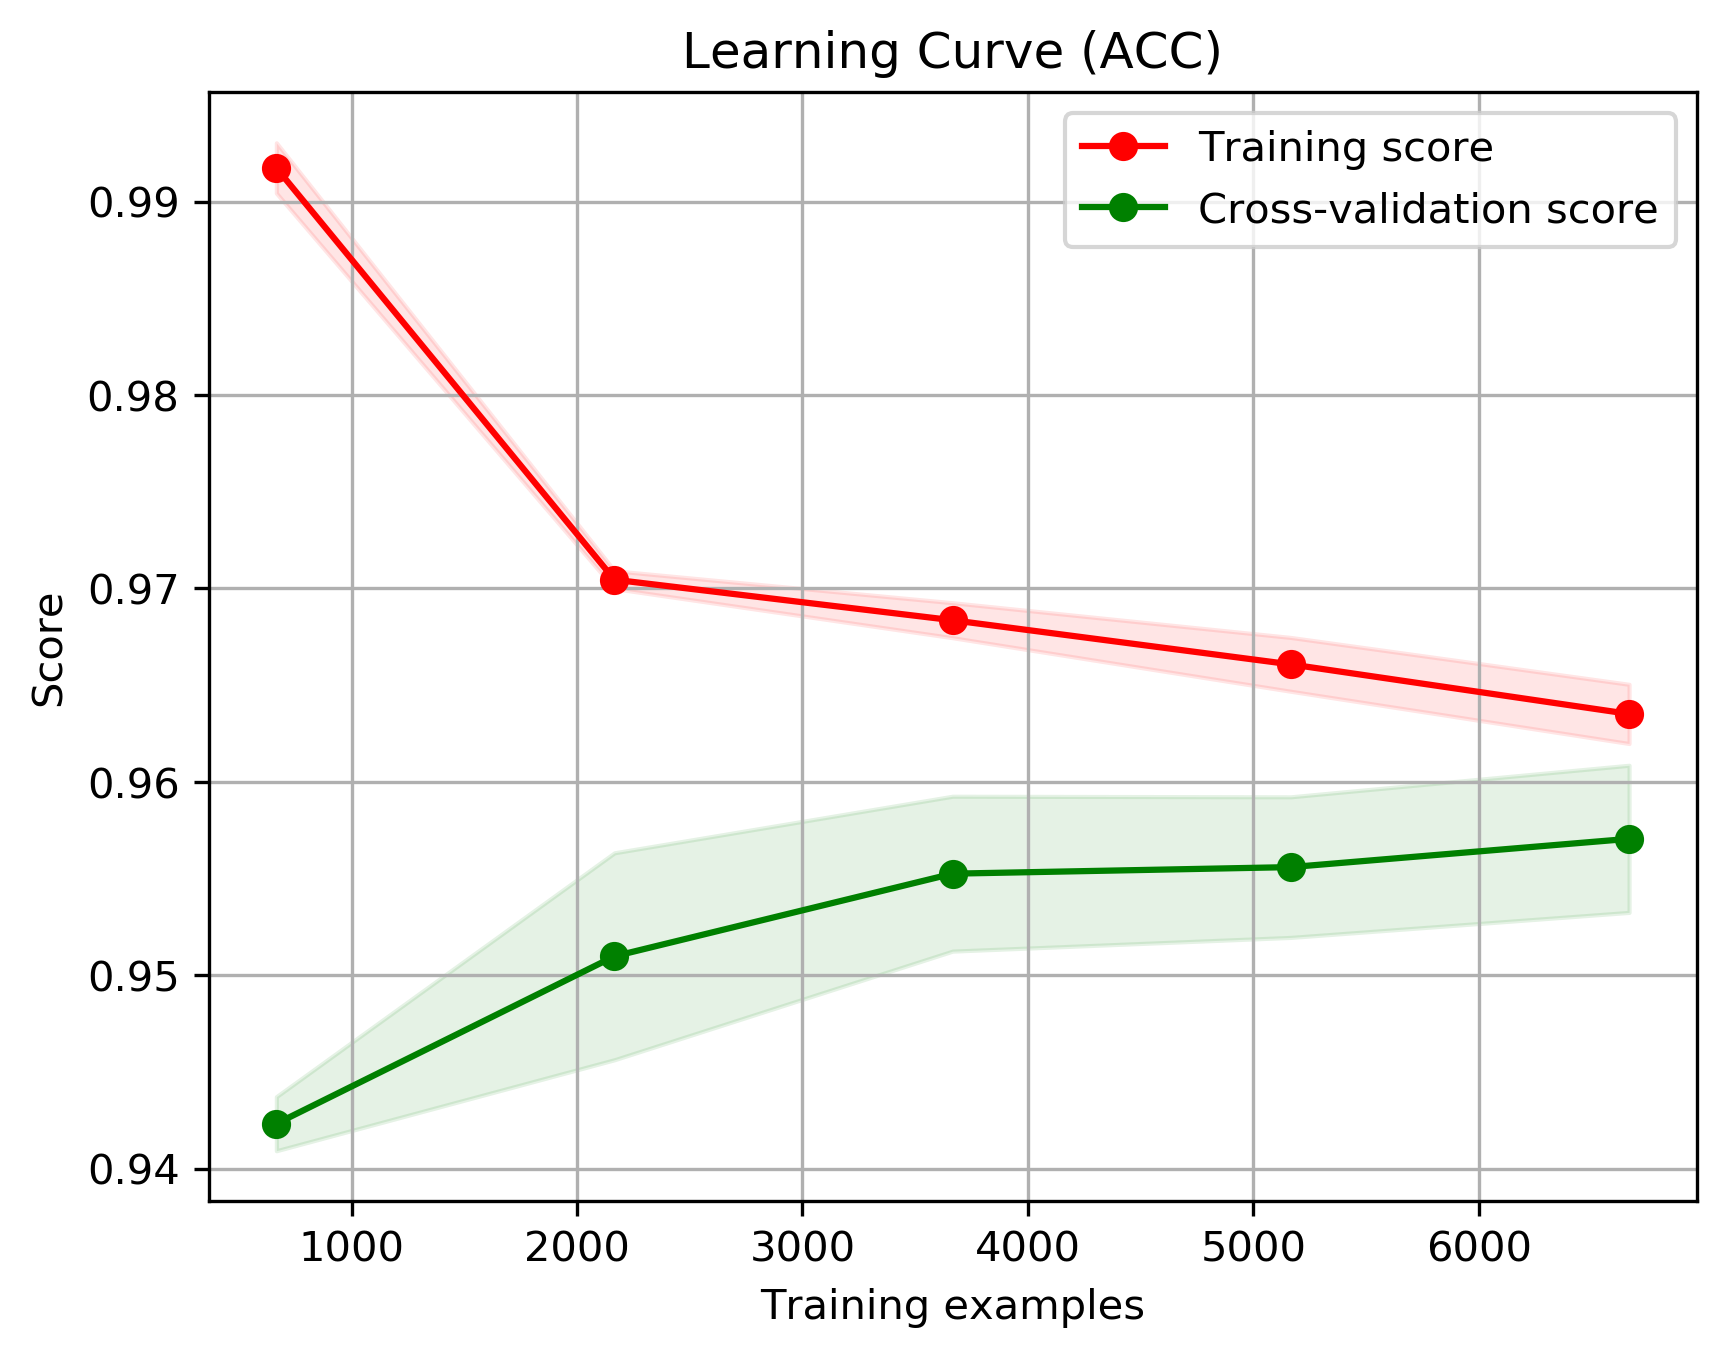 Learning Curve (ACC)
Training score
Cross-validation score
0.99
0.98
0.97
0.96
0.95
0.94
Score
1000 2000 3000 4000 5000 6000
Training examples